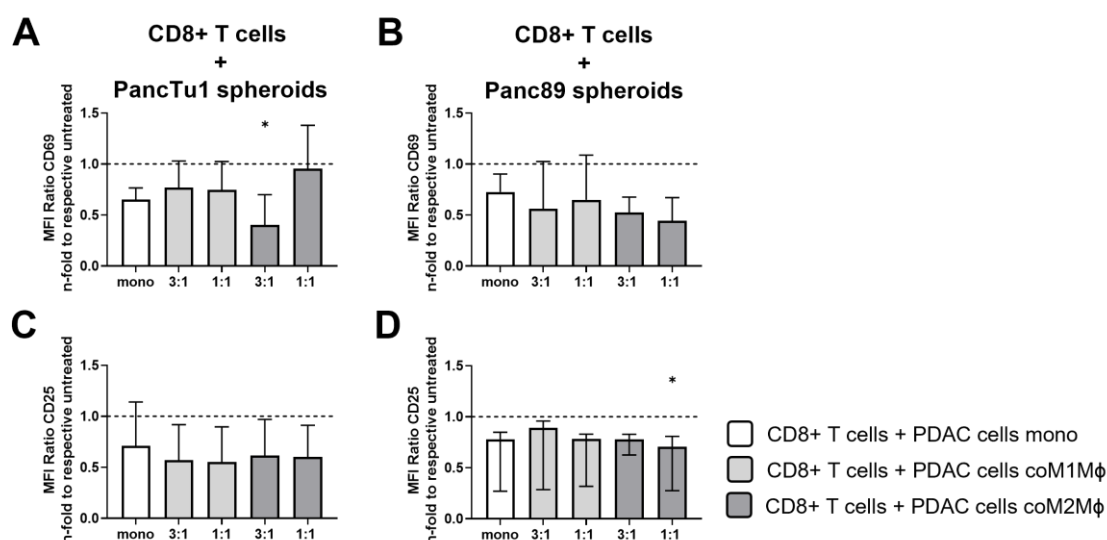 A
CD8+ T cells
+
PancTu1 spheroids
MFI Ratio CD69
n-fold to respective untreated
1.5
1.0
0.5
0.0
*
mono 3:1 1:1 3:1 1:1
B
CD8+ T cells
+
Panc89 spheroids
MFI Ratio CD69
n-fold to respective untreated
1.5
1.0
0.5
0.0
mono 3:1 1:1 3:1 1:1
C
MFI Ratio CD25
n-fold to respective untreated
1.5
1.0
0.5
0.0
mono 3:1 1:1 3:1 1:1
D
MFI Ratio CD25
n-fold to respective untreated
1.5
1.0
0.5
0.0
*
mono 3:1 1:1 3:1 1:1
CD8+ T cells + PDAC cells mono
CD8+ T cells + PDAC cells coM1Mϕ
CD8+ T cells + PDAC cells coM2Mϕ